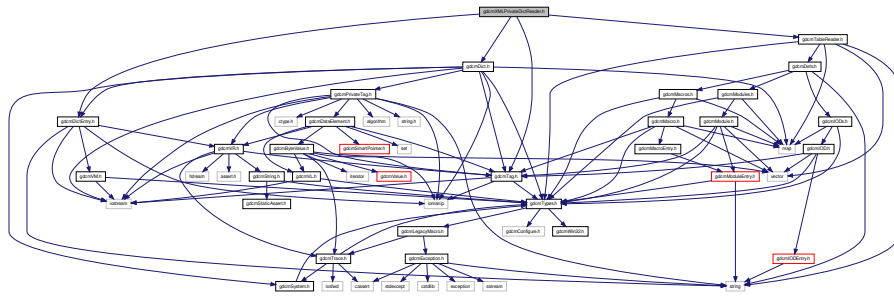 gdcmXMLPrivateDictReader.h
gdcmTableReader.h
gdcmDict.h
gdcmDefs.h
gdcmPrivateTag.h
gdcmMacros.h
gdcmModules.h
gdcmDictEntry.h
ctype.h
gdcmDataElement.h
algorithm
string.h
gdcmMacro.h
gdcmModule.h
gdcmIODs.h
gdcmVR.h
gdcmByteValue.h
gdcmSmartPointer.h
set
gdcmMacroEntry.h
map
gdcmIOD.h
gdcmVM.h
fstream
assert.h
gdcmString.h
gdcmVL.h
iterator
gdcmValue.h
gdcmTag.h
gdcmModuleEntry.h
vector
iostream
gdcmStaticAssert.h
iomanip
gdcmTypes.h
gdcmConfigure.h
gdcmWin32.h
gdcmLegacyMacro.h
gdcmTrace.h
gdcmException.h
gdcmIODEntry.h
gdcmSystem.h
iosfwd
cassert
stdexcept
cstdlib
exception
sstream
string